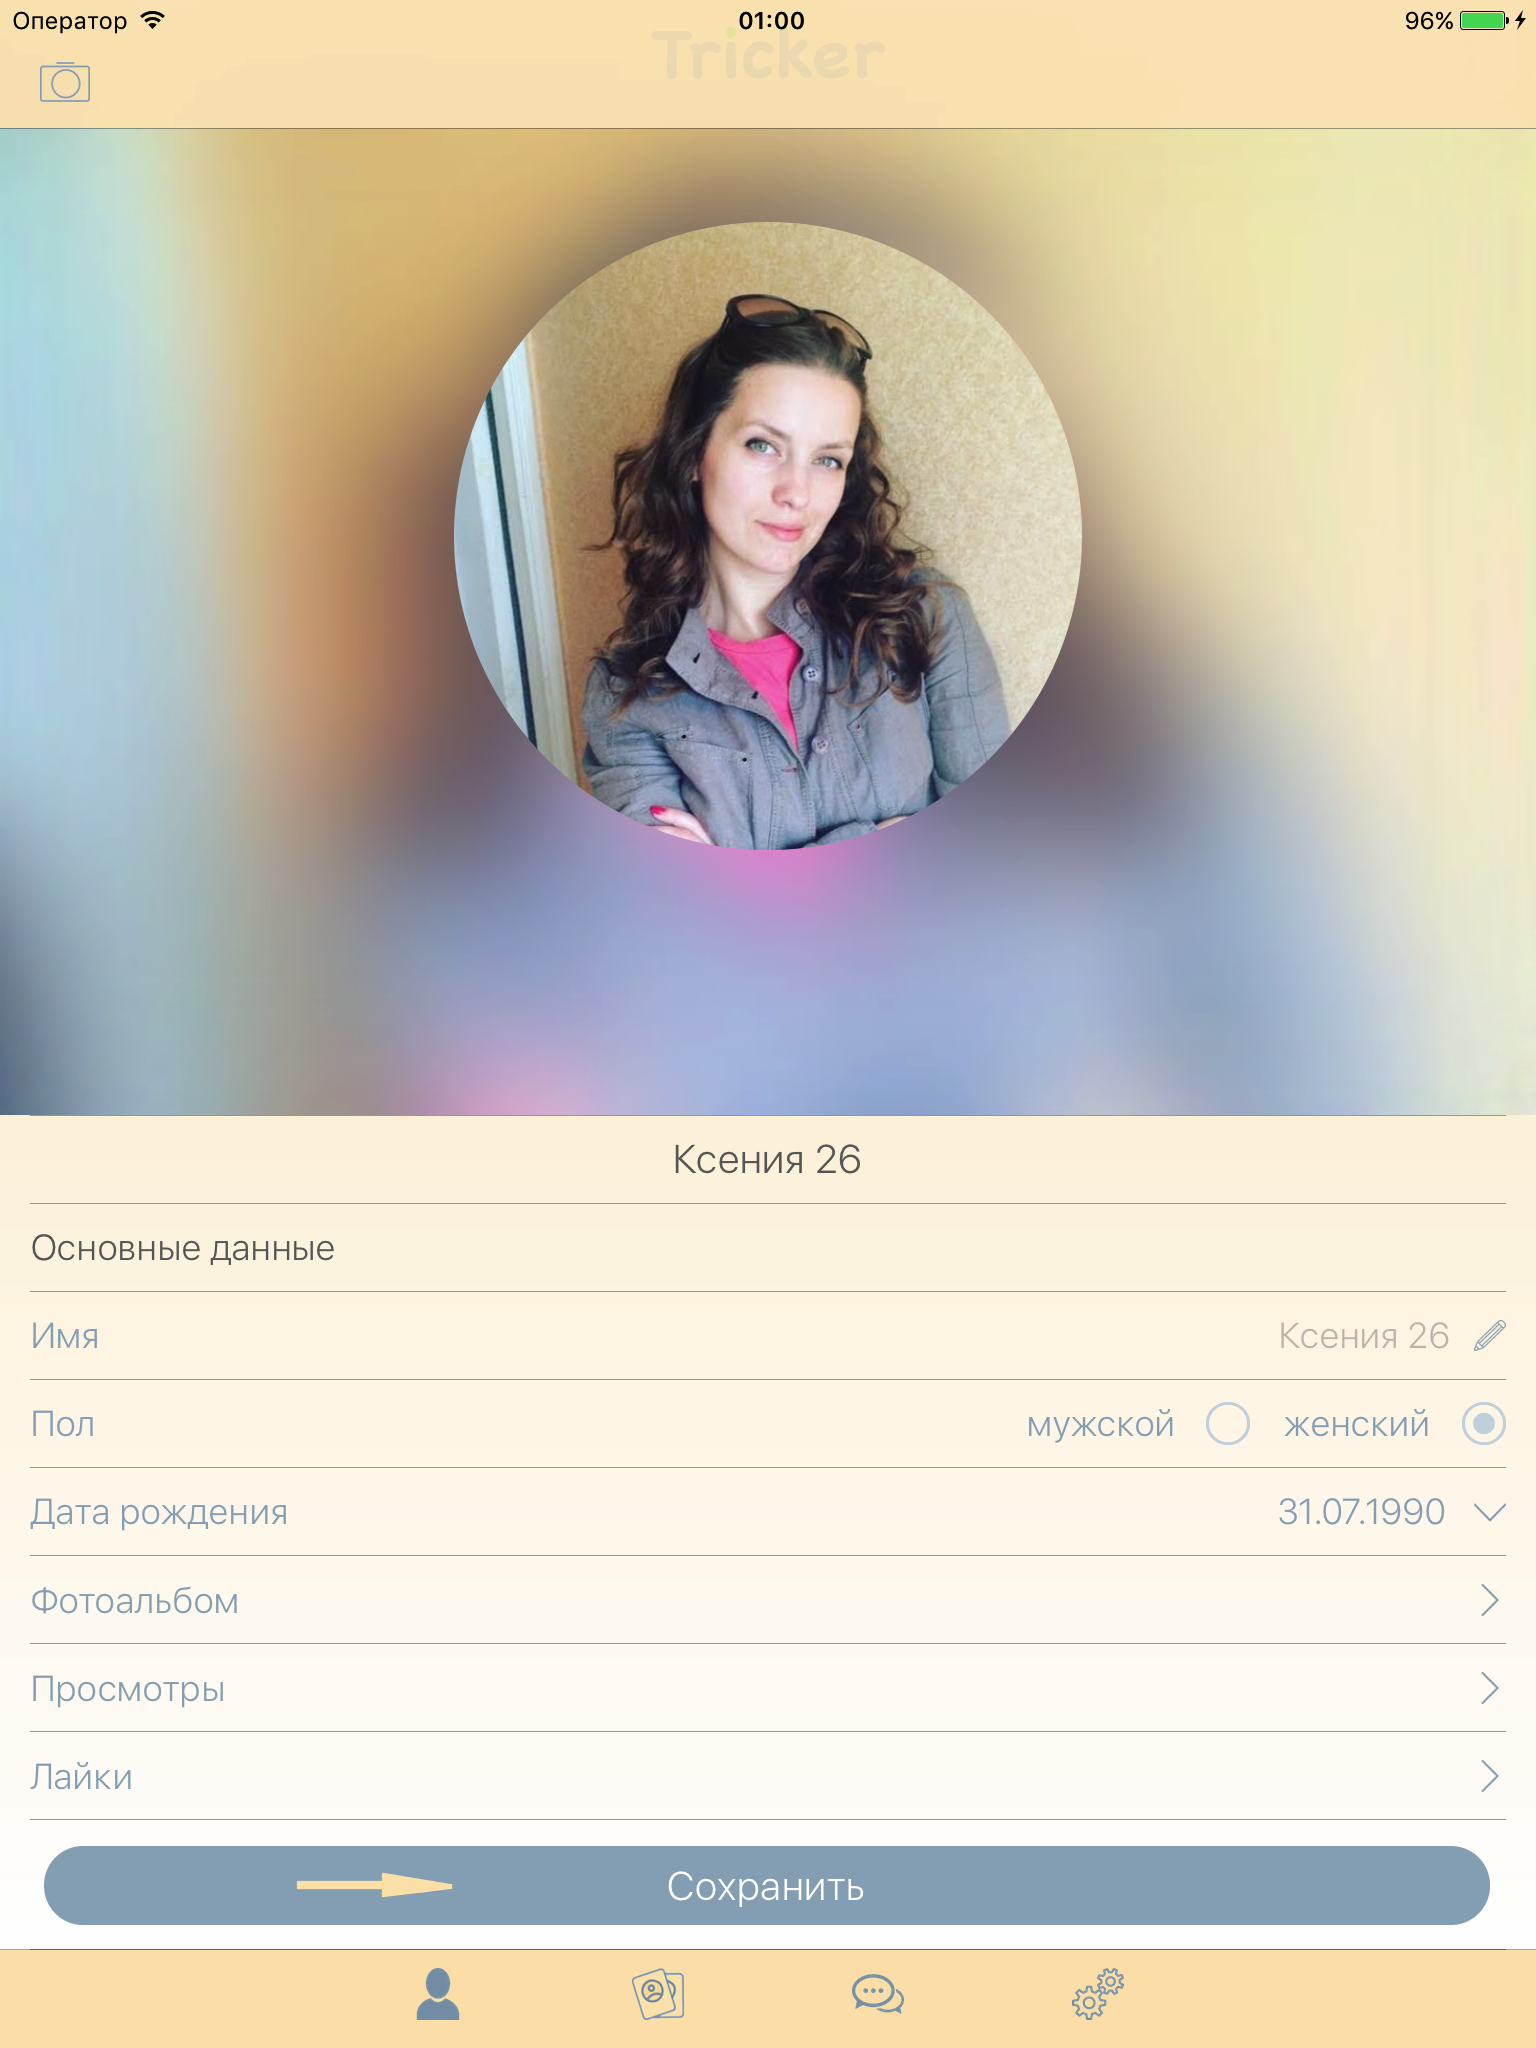 Оператор 01:00 96%
Tricker
Ксения 26
Основные данные
Имя Ксения 26
Пол мужской женский
Дата рождения 31.07.1990
Фотоальбом
Просмотры
Лайки
Сохранить